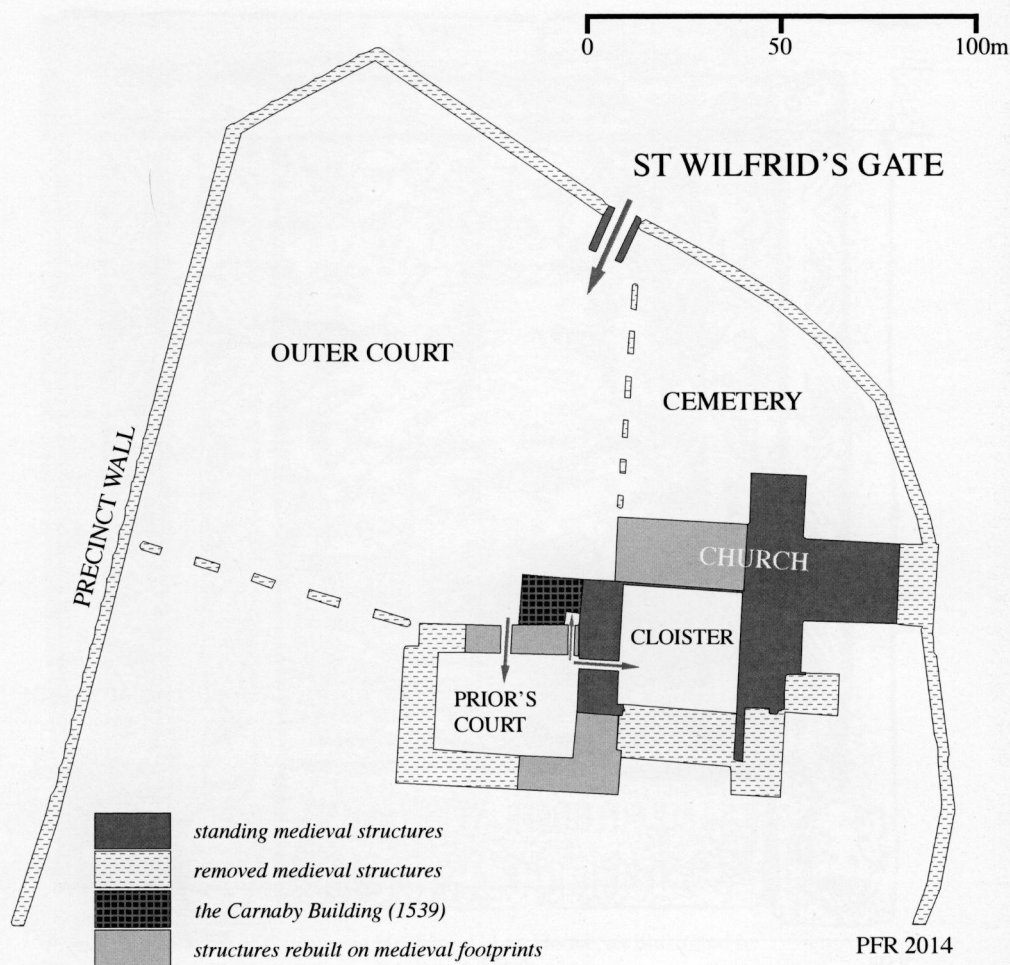 0 50 100m
ST WILFRID'S GATE
OUTER COURT
CEMETERY
PRECINCT WALL
CHURCH
CLOISTER
PRIOR'S
COURT
standing medieval structures
removed medieval structures
the Carnaby Building (1539)
structures rebuilt on medieval footprints
PFR 2014